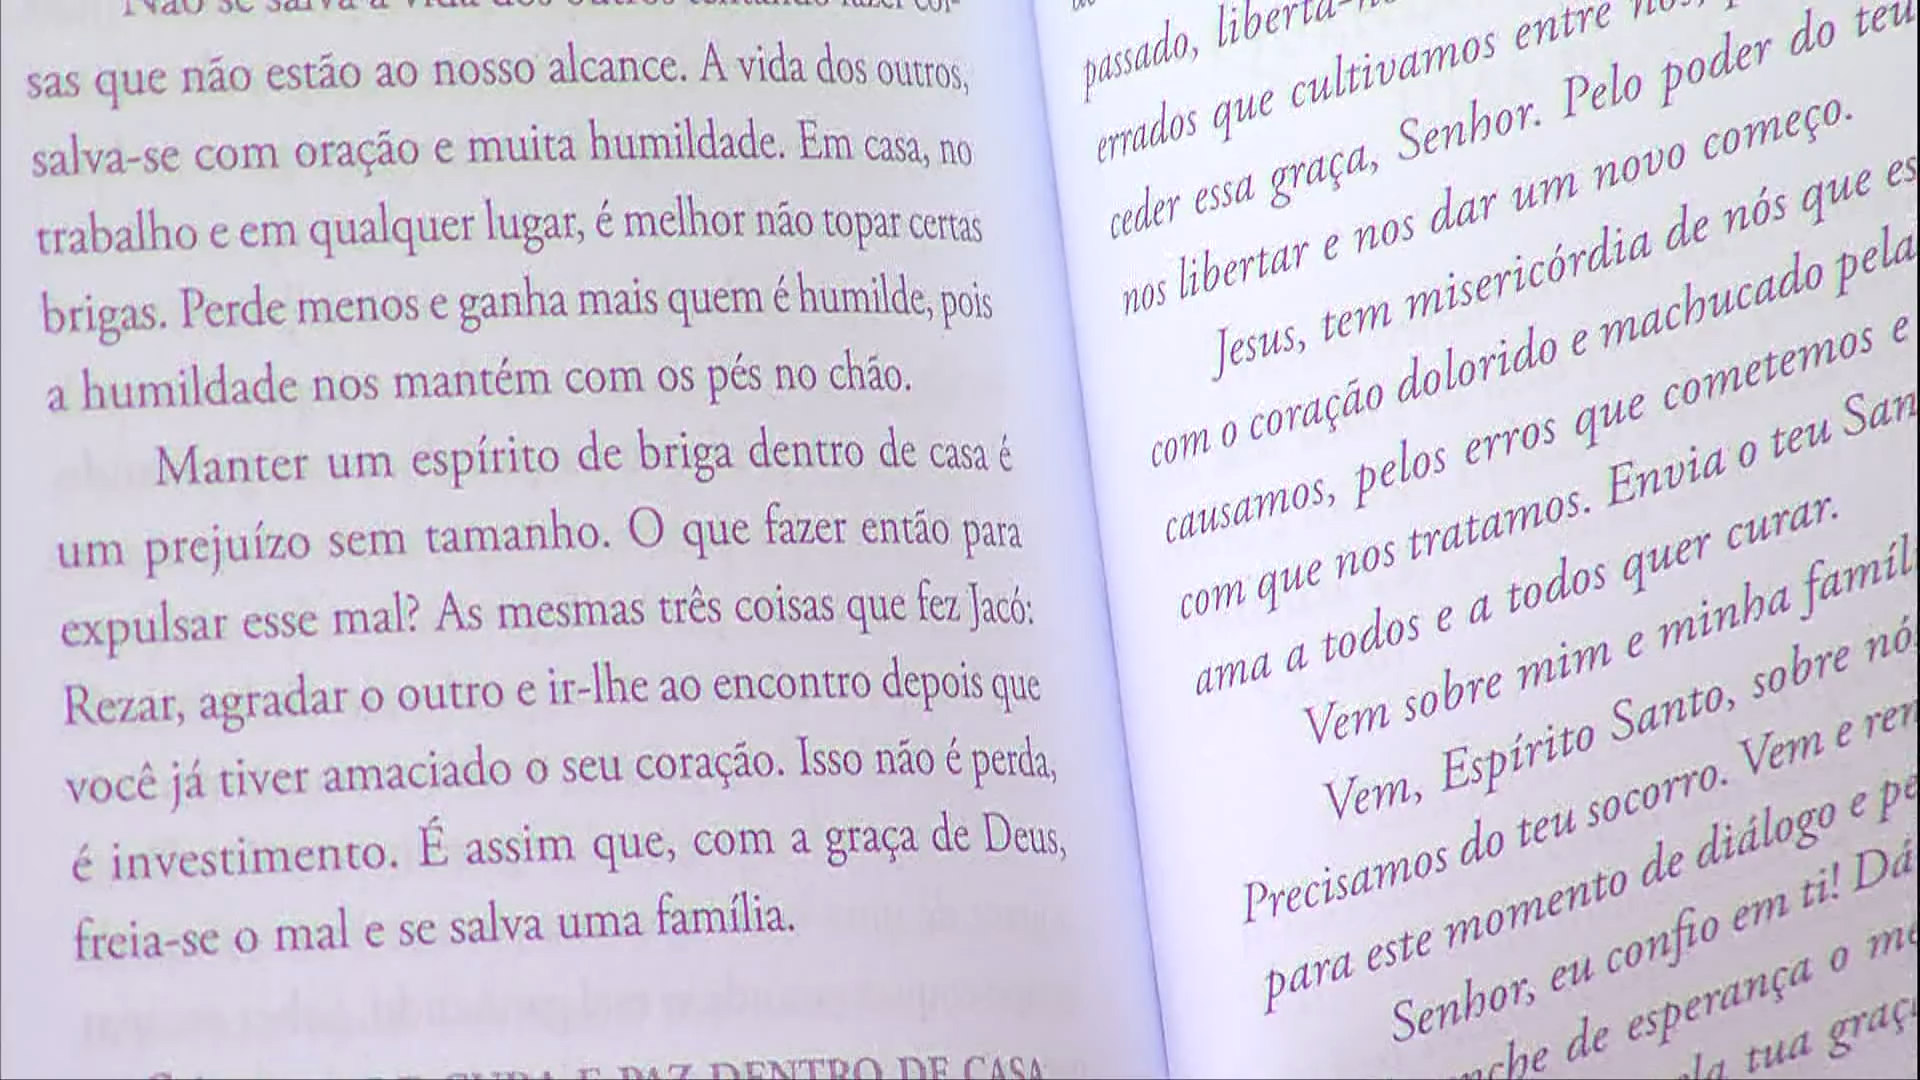 sas que não estão ao nosso alcance. A vida dos outros,
salva-se com oração e muita humildade. Em casa, no
trabalho e em qualquer lugar, é melhor não topar certas
brigas. Perde menos e ganha mais quem é humilde, pois
a humildade nos mantém com os pés no chão.
Manter um espírito de briga dentro de casa é
um prejuízo sem tamanho. O que fazer então para
expulsar esse mal? As mesmas três coisas que fez Jacó:
Rezar, agradar o outro e ir-lhe ao encontro depois que
você já tiver amaciado o seu coração. Isso não é perda,
é investimento. É assim que, com a graça de Deus,
freia-se o mal e se salva uma família.
CURA E PAZ DENTRO DE CASA
passado,
errados que cultivamos entre
ceder essa graça, Senhor. Pelo poder do teu
nos libertar e nos dar um novo começo.
Jesus, tem misericórdia de nós que
com o coração dolorido e machucado pela
causamos, pelos erros que cometemos e
com que nos tratamos. Envia o teu
ama a todos e a todos quer curar.
Vem sobre mim e minha
Vem, Espírito Santo, sobre
Precisamos do teu socorro. Vem e
para este momento de diálogo e
Senhor, eu confio em ti! Dá
de esperança o
tua